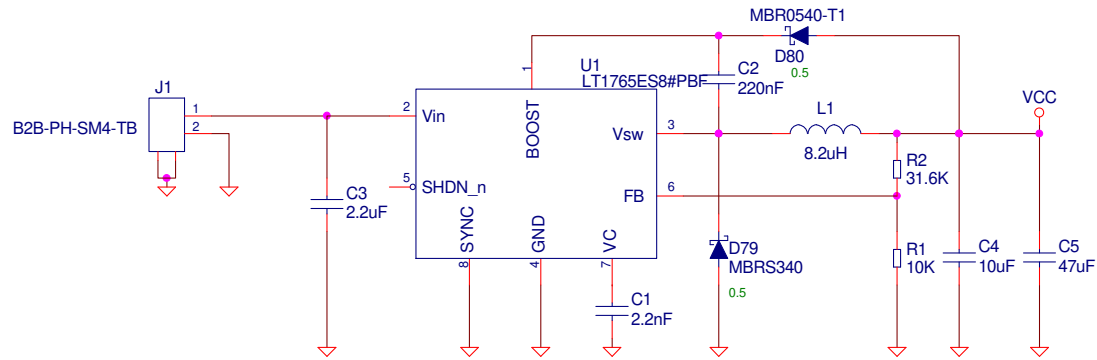 MBR0540-T1
D80
0.5
1
U1
LT1765ES8#PBF
C2
220nF
J1
B2B-PH-SM4-TB
1
2
2
Vin
BOOST
Vsw
3
L1
8.2uH
VCC
5
SHDN_n
FB
6
R2
31.6K
C3
2.2uF
SYNC
GND
VC
8
4
7
D79
MBRS340
0.5
R1
10K
C4
10uF
C5
47uF
C1
2.2nF